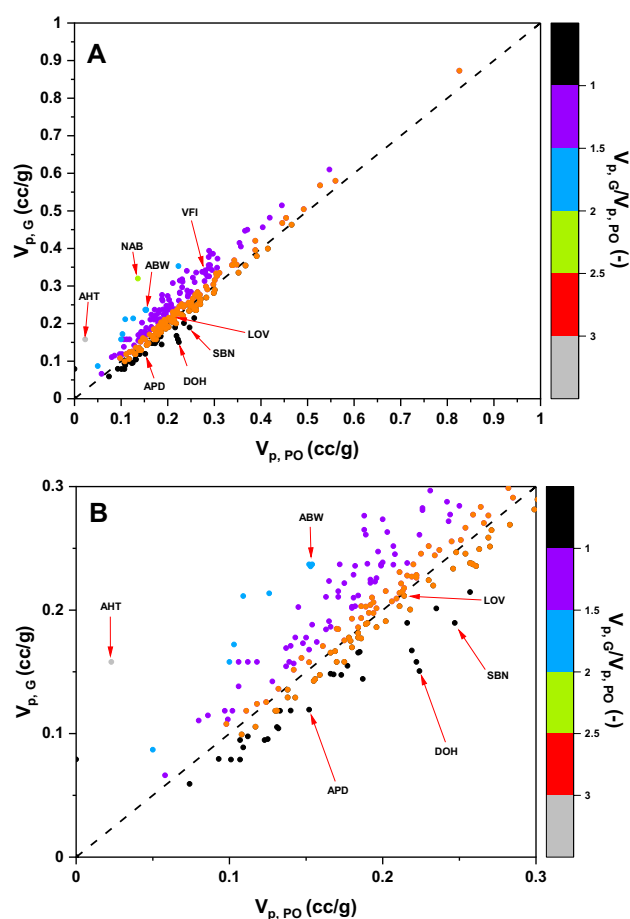 A
V_p, G (cc/g)
1
0.9
0.8
0.7
0.6
0.5
0.4
0.3
0.2
0.1
0
VFI
NAB
ABW
AHT
LOV
SBN
DOH
APD
0 0.1 0.2 0.3 0.4 0.5 0.6 0.7 0.8 0.9 1
V_p, PO (cc/g)
1
1.5
2
2.5
3
V_p, G/V_p, PO (-)
B
V_p, G (cc/g)
0.3
0.2
0.1
0
ABW
AHT
LOV
SBN
DOH
APD
0 0.1 0.2 0.3
V_p, PO (cc/g)
1
1.5
2
2.5
3
V_p, G/V_p, PO (-)